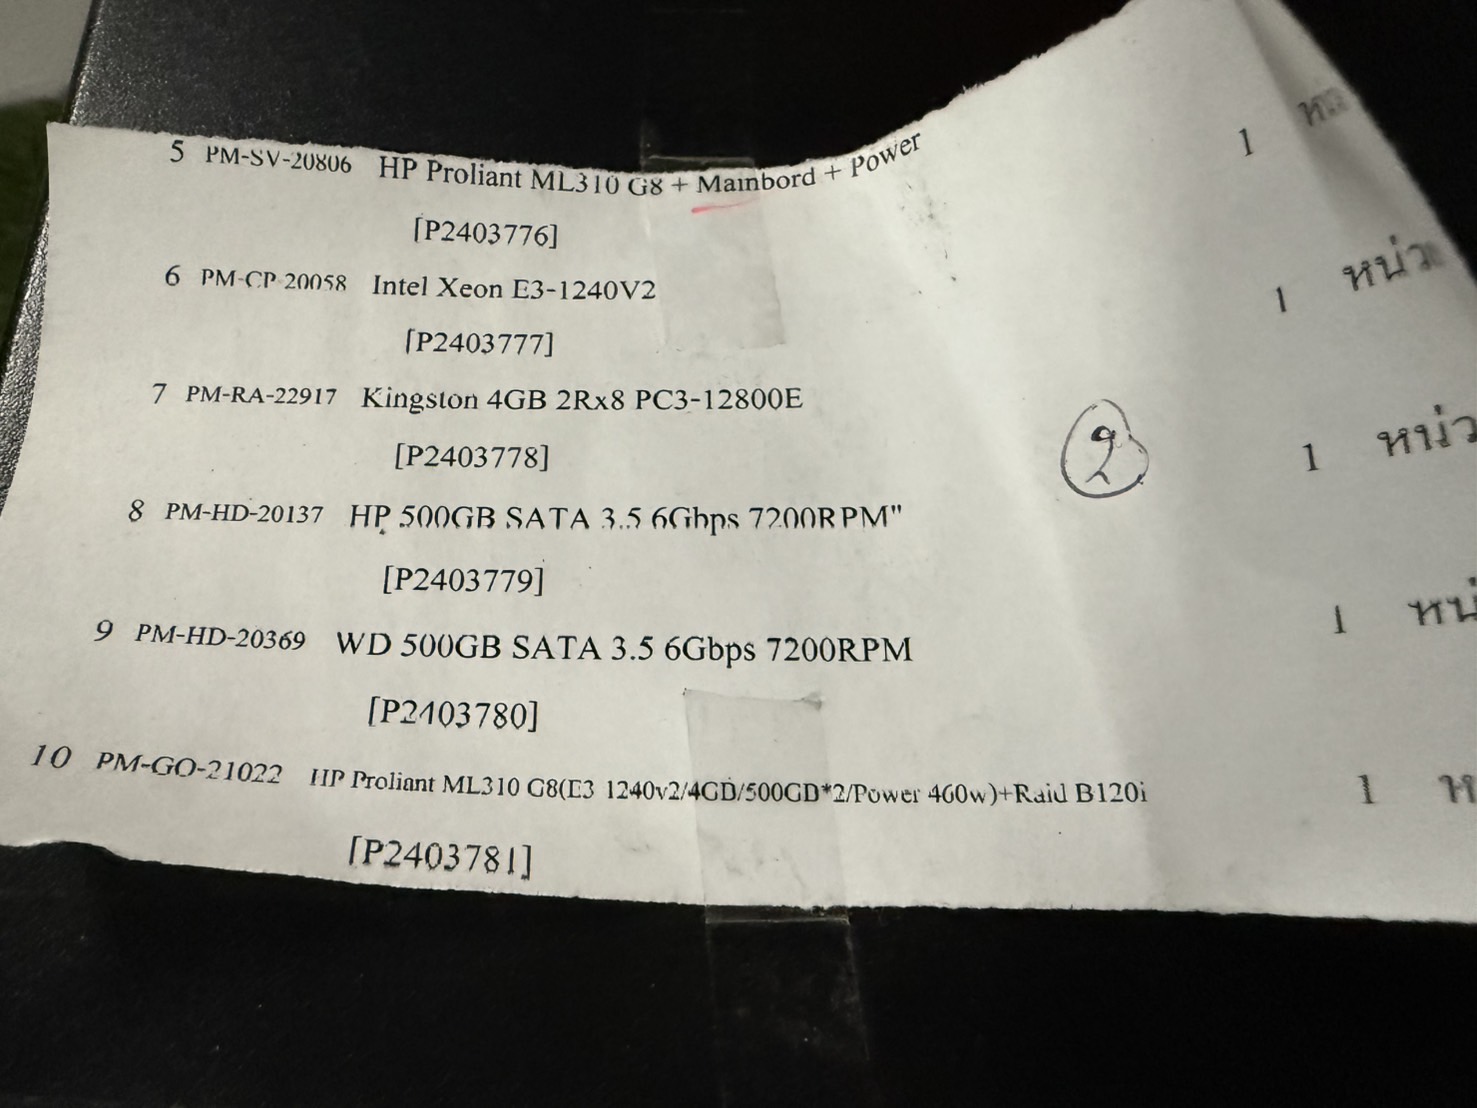 5 PM-SV-20806 HP Proliant ML310 G8 + Mainbord + Power 1
[P2403776]
6 PM-CP-20058 Intel Xeon E3-1240V2 1 หน่ว
[P2403777]
7 PM-RA-22917 Kingston 4GB 2Rx8 PC3-12800E 1 หน่ว
[P2403778]
2
8 PM-HD-20137 HP 500GB SATA 3.5 6Gbps 7200RPM" 1 หน่
[P2403779]
9 PM-HD-20369 WD 500GB SATA 3.5 6Gbps 7200RPM 1 ห
[P2403780]
10 PM-GO-21022 HP Proliant ML310 G8(E3 1240v2/4GB/500GB*2/Power 460w)+Raid B120i
[P2403781]